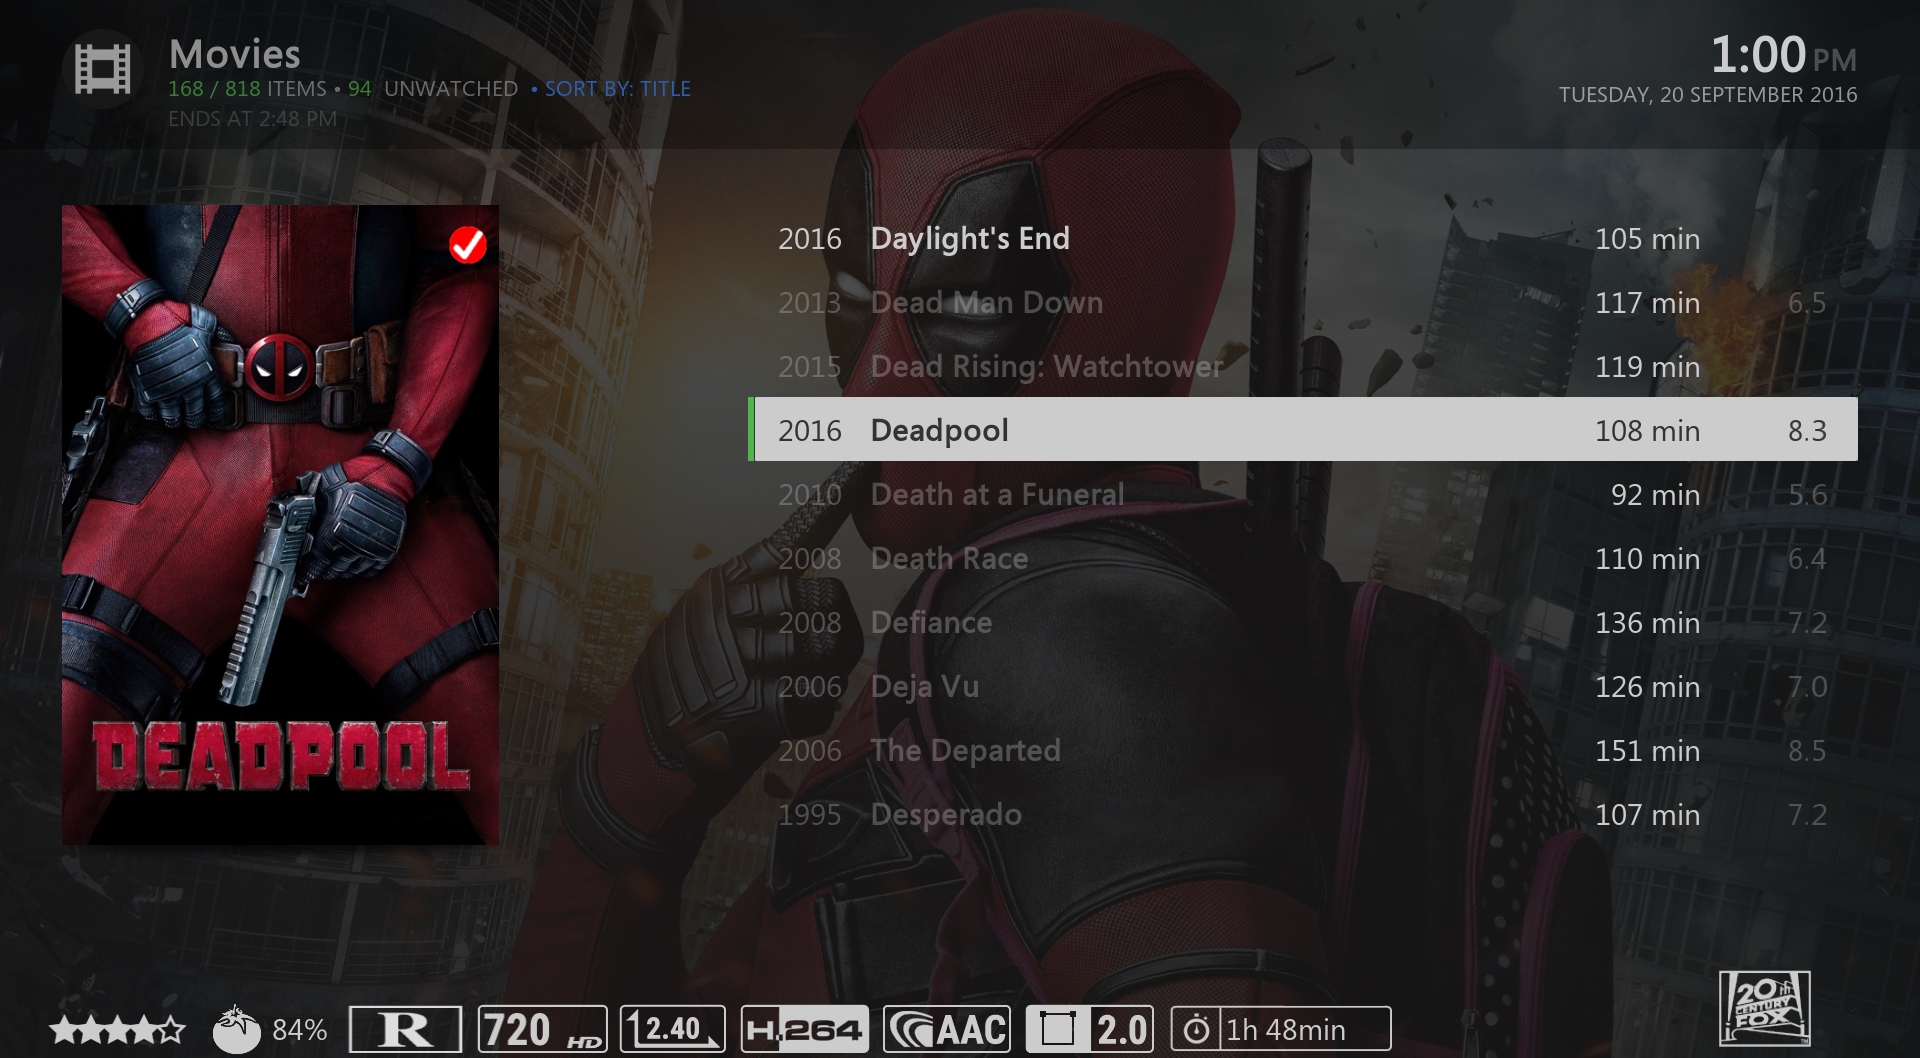 Movies
168 / 818 ITEMS • 94 UNWATCHED • SORT BY: TITLE
ENDS AT 2:48 PM
1:00 PM
TUESDAY, 20 SEPTEMBER 2016
2016 Daylight's End 105 min
2013 Dead Man Down 117 min 6.5
2015 Dead Rising: Watchtower 119 min
2016 Deadpool 108 min 8.3
2010 Death at a Funeral 92 min 5.6
2008 Death Race 110 min 6.4
2008 Defiance 136 min 7.2
2006 Deja Vu 126 min 7.0
2006 The Departed 151 min 8.5
1995 Desperado 107 min 7.2
DEADPOOL
84% R 720 HD 2.40 H.264 AAC 2.0 1h 48min
20th
CENTURY
FOX
TM